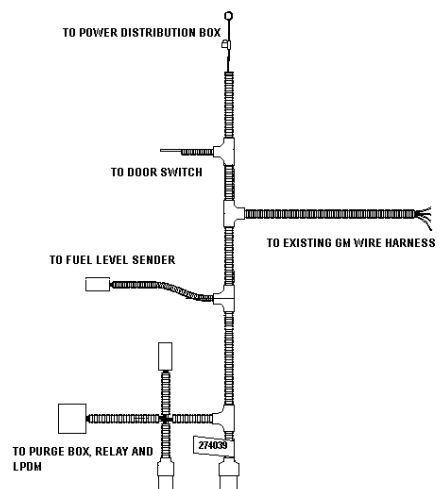 TO POWER DISTRIBUTION BOX
TO DOOR SWITCH
TO EXISTING GM WIRE HARNESS
TO FUEL LEVEL SENDER
274039
TO PURGE BOX, RELAY AND
LPDM